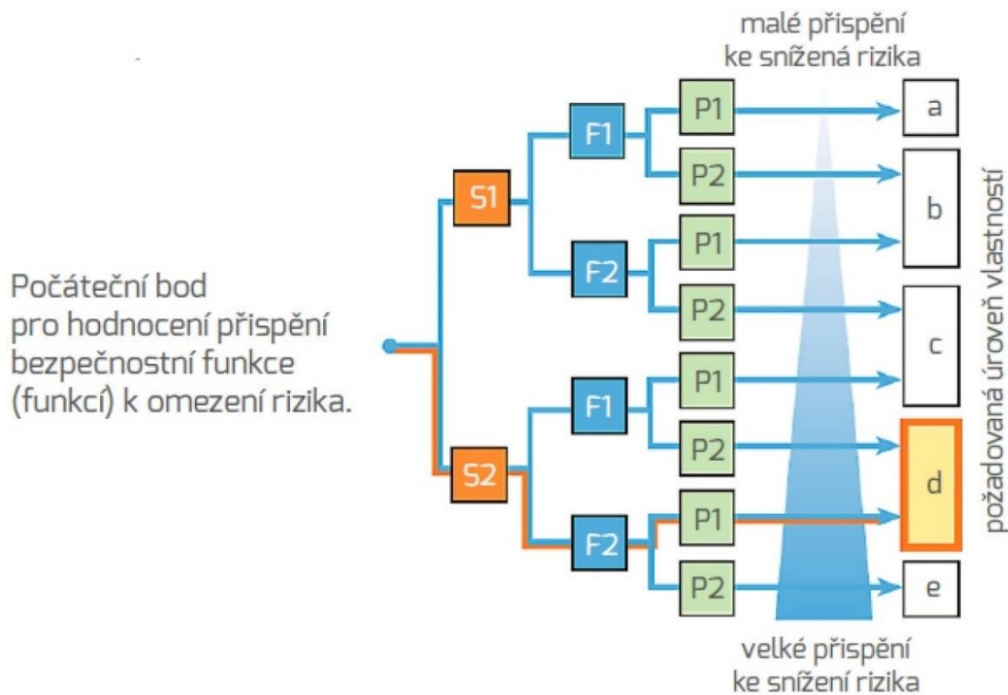 malé přispění
ke snížená rizika
P1
a
F1
P2
S1
b
P1
F2
Počáteční bod
pro hodnocení přispění
bezpečnostní funkce
(funkcí) k omezení rizika.
P2
c
P1
F1
P2
S2
d
P1
F2
P2
e
požadovaná úroveň vlastností
velké přispění
ke snížení rizika